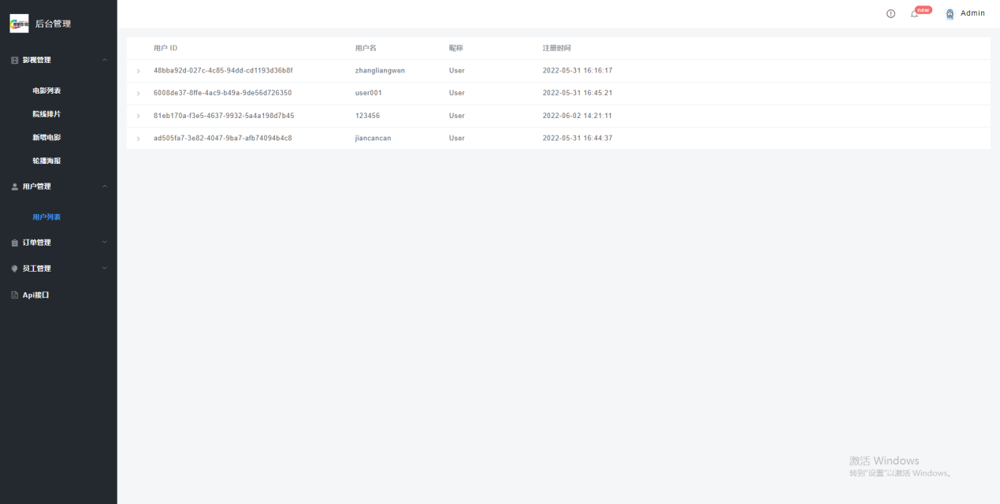 后台管理
new
Admin
影视管理
电影列表
院线排片
新增电影
轮播海报
用户管理
用户列表
订单管理
员工管理
Api接口
用户 ID 用户名 昵称 注册时间
48bba92d-027c-4c85-94dd-cd1193d36b8f zhangliangwen User 2022-05-31 16:16:17
6008de37-8ffe-4ac9-b49a-9de56d726350 user001 User 2022-05-31 16:45:21
81eb170a-f3e5-4637-9932-5a4a198d7b45 123456 User 2022-06-02 14:21:11
ad505fa7-3e82-4047-9ba7-afb74094b4c8 jiancancan User 2022-05-31 16:44:37
激活 Windows
转到"设置"以激活 Windows。